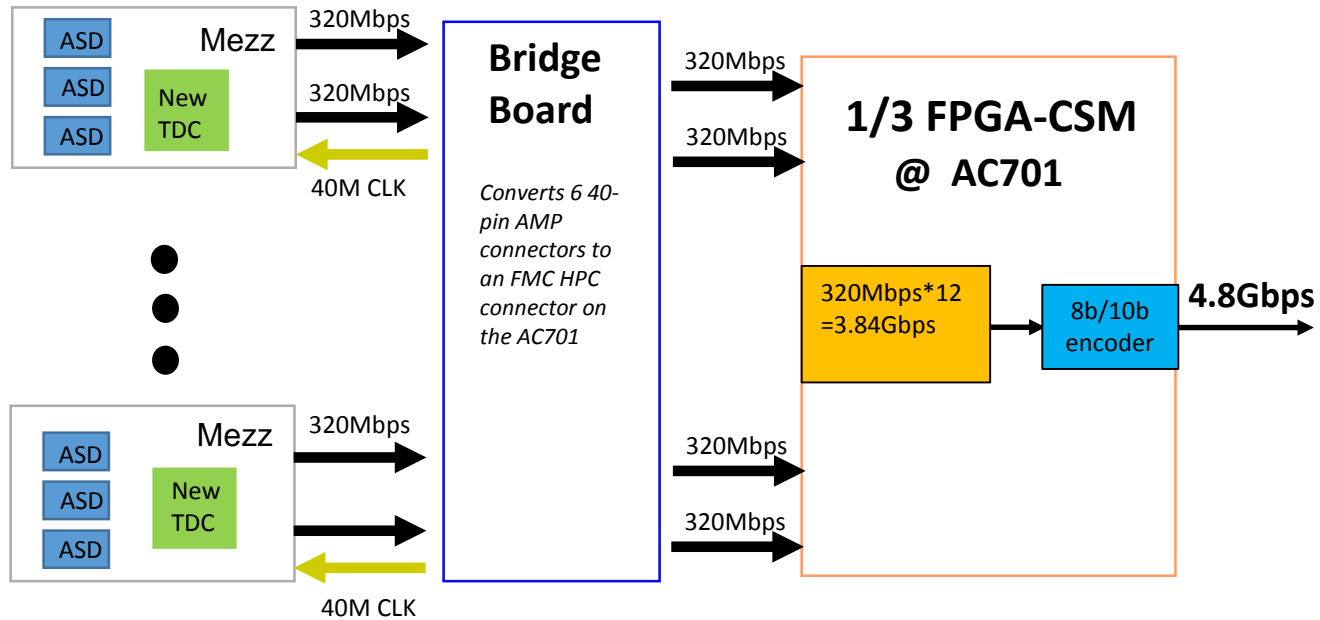 Mezz
ASD
ASD
ASD
New
TDC
320Mbps
320Mbps
40M CLK
Mezz
ASD
ASD
ASD
New
TDC
320Mbps
40M CLK
Bridge
Board
Converts 6 40-
pin AMP
connectors to
an FMC HPC
connector on
the AC701
320Mbps
320Mbps
320Mbps
320Mbps
1/3 FPGA-CSM
@ AC701
320Mbps*12
=3.84Gbps
8b/10b
encoder
4.8Gbps